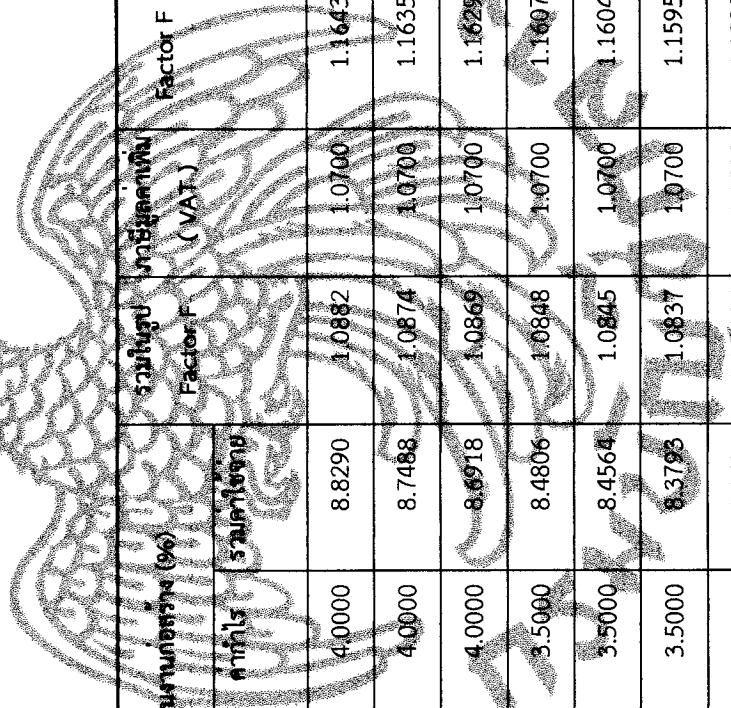 ค่ากำไร รวมค่าใช้จ่าย รวมในรูป Factor F ภาษีมูลค่าเพิ่ม ( VAT.) Factor F
4.0000 8.8290 1.0882 1.0700 1.1643
4.0000 8.7488 1.0874 1.0700 1.1635
4.0000 8.6918 1.0869 1.0700 1.1629
3.5000 8.4806 1.0848 1.0700 1.1607
3.5000 8.4564 1.0845 1.0700 1.1604
3.5000 8.3793 1.0837 1.0700 1.1595